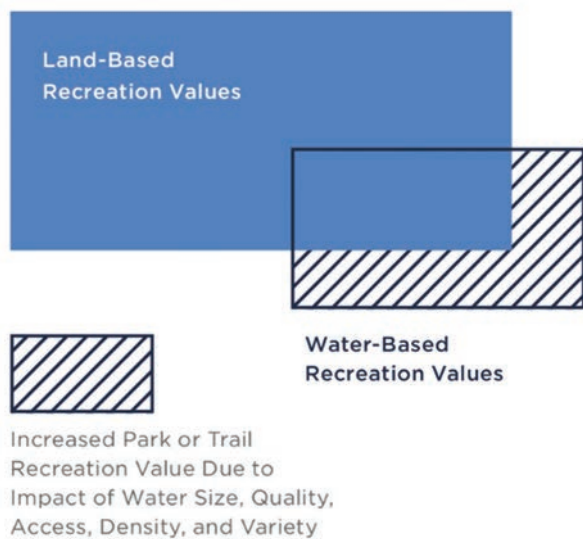 Land-Based
Recreation Values
Water-Based
Recreation Values
Increased Park or Trail
Recreation Value Due to
Impact of Water Size, Quality,
Access, Density, and Variety